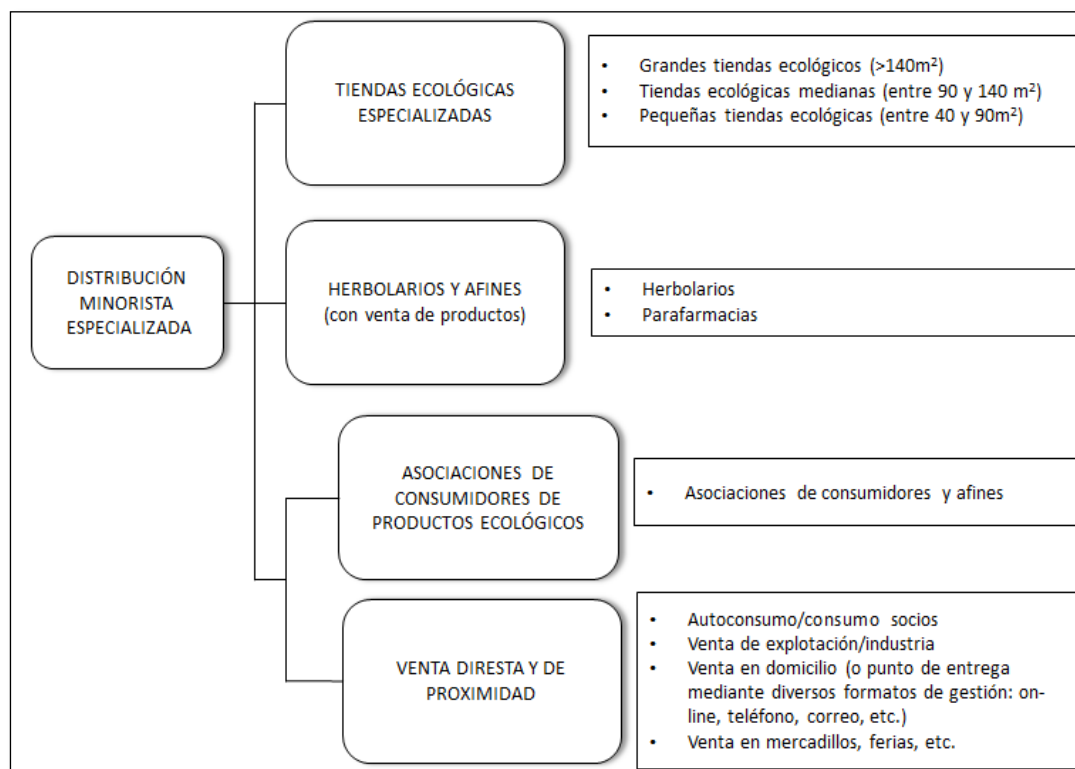 TIENDAS ECOLÓGICAS
ESPECIALIZADAS
• Grandes tiendas ecológicos (>140m²)
• Tiendas ecológicas medianas (entre 90 y 140 m²)
• Pequeñas tiendas ecológicas (entre 40 y 90m²)
DISTRIBUCIÓN
MINORISTA
ESPECIALIZADA
HERBOLARIOS Y AFINES
(con venta de productos)
• Herbolarios
• Parafarmacias
ASOCIACIONES DE
CONSUMIDORES DE
PRODUCTOS ECOLÓGICOS
• Asociaciones de consumidores y afines
VENTA DIRESTA Y DE
PROXIMIDAD
• Autoconsumo/consumo socios
• Venta de explotación/industria
• Venta en domicilio (o punto de entrega
mediante diversos formatos de gestión: on-
line, teléfono, correo, etc.)
• Venta en mercadillos, ferias, etc.